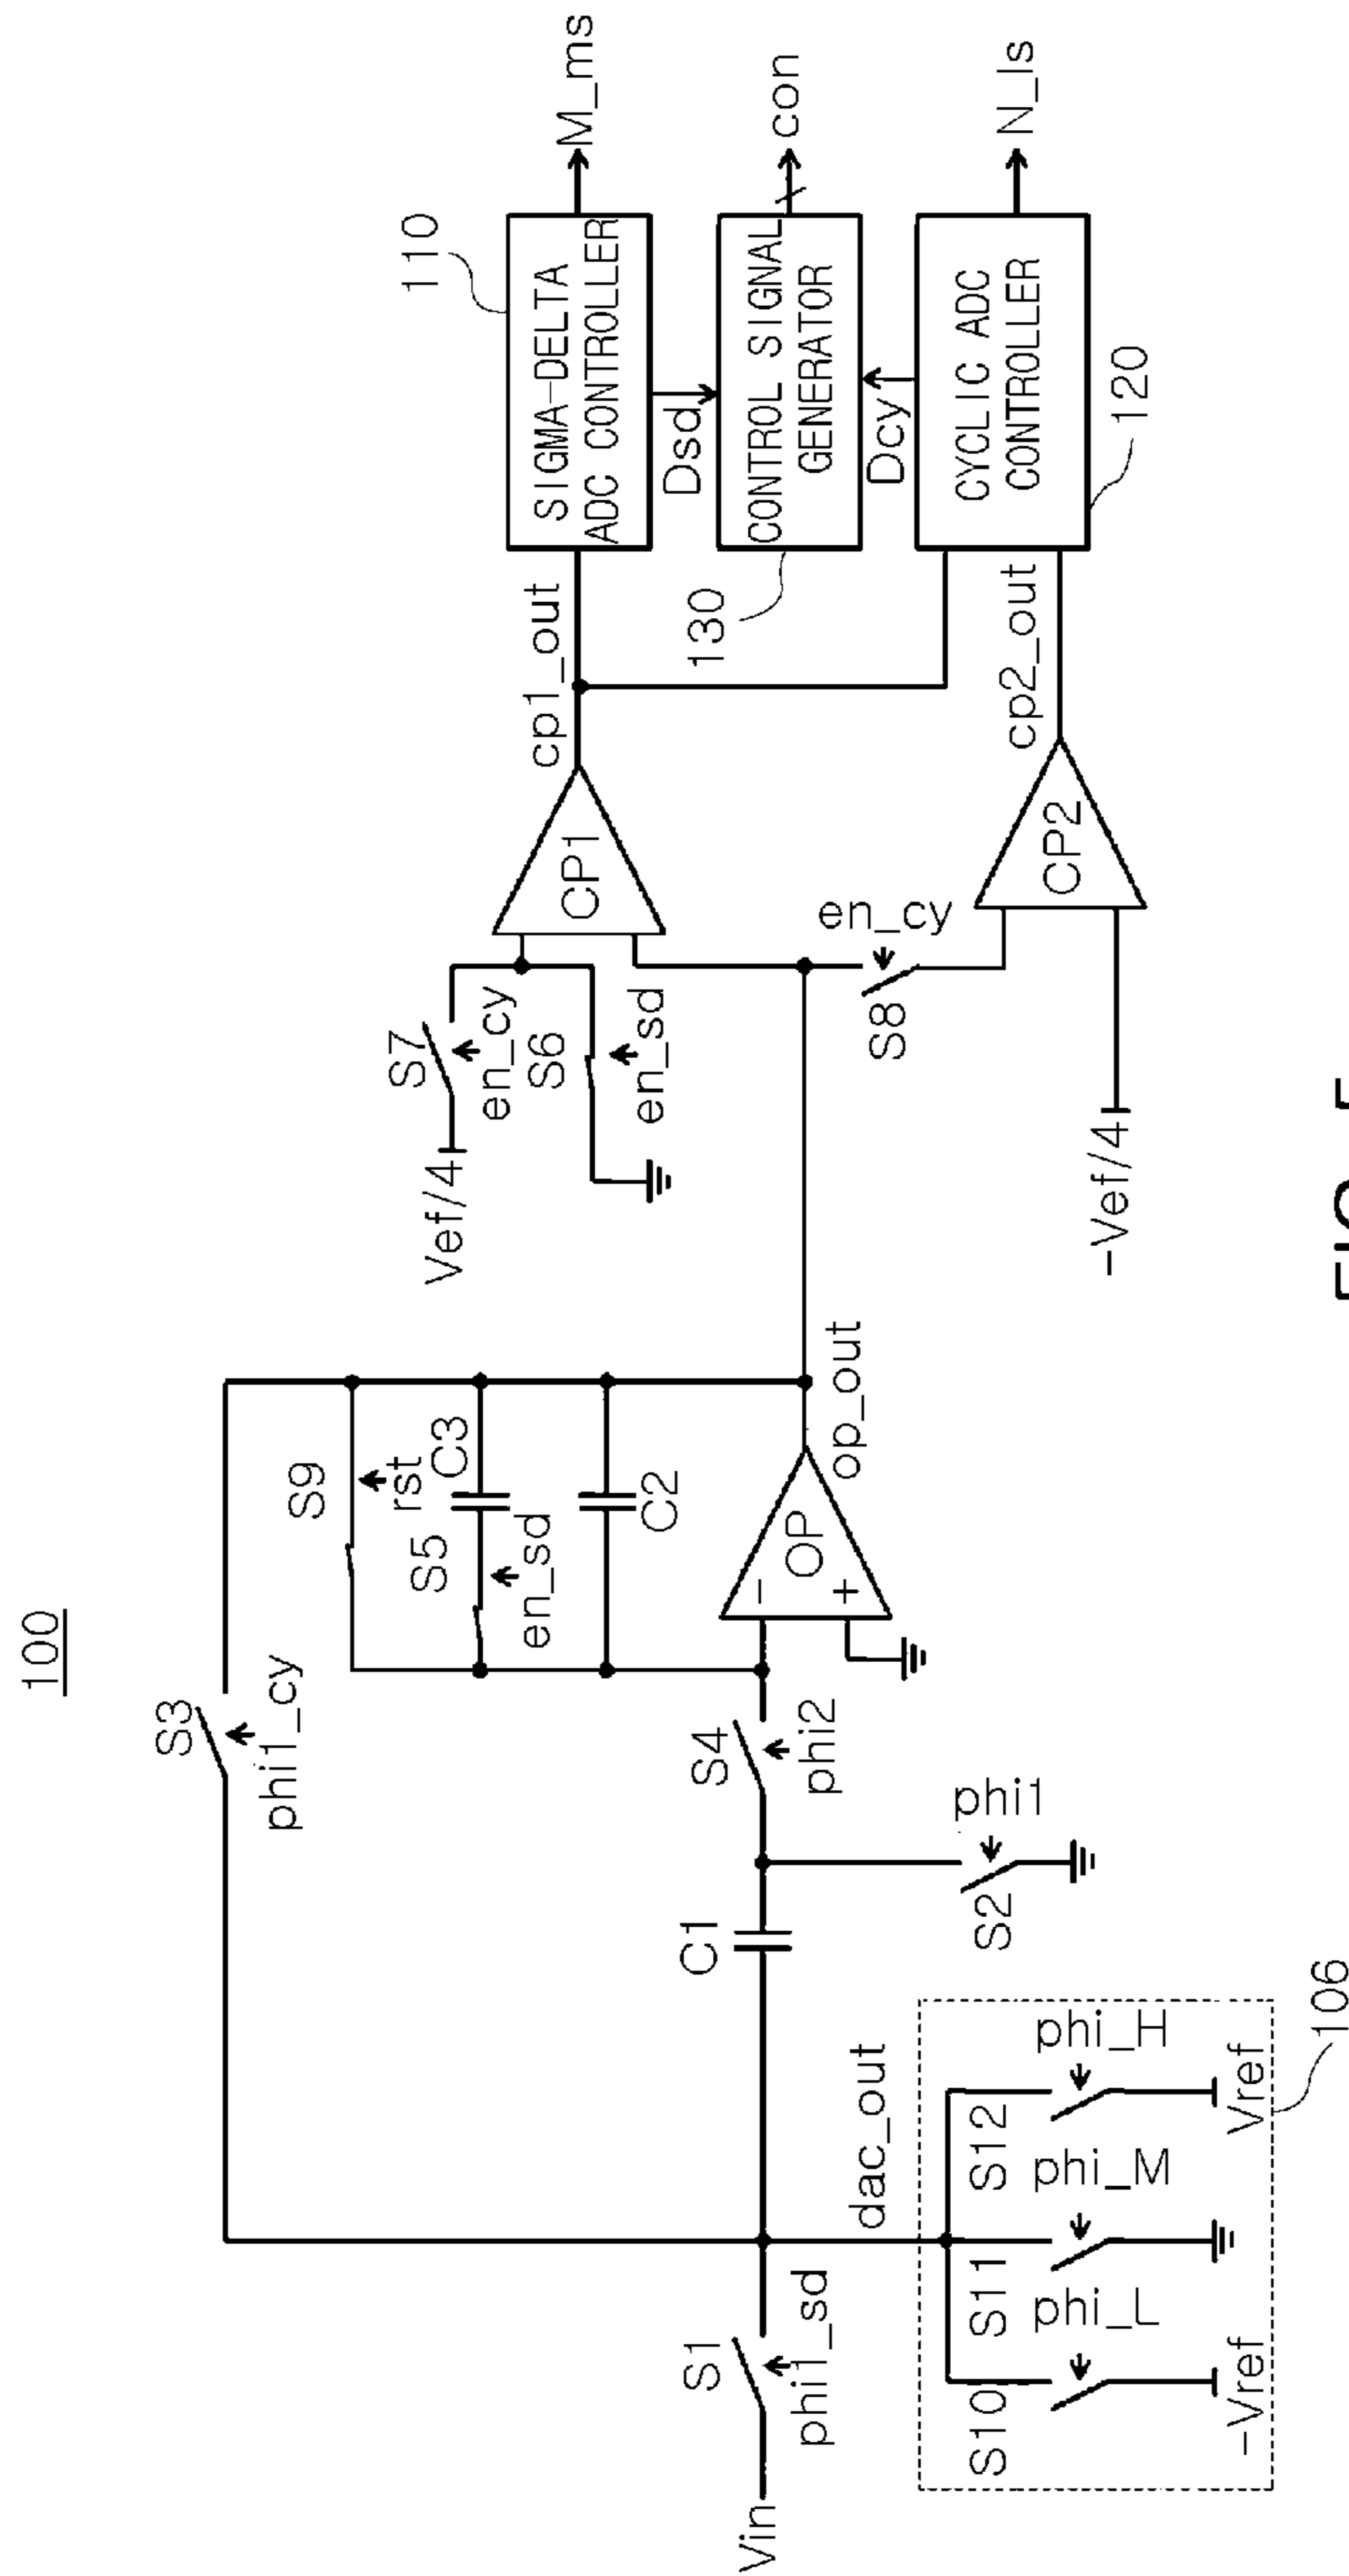 100
S3
phi1_cy
S9
rst
S5
en_sd
C3
C2
S4
phi2
OP
-
+
op_out
C1
S2
phi1
Vin
S1
phi1_sd
dac_out
S10
phi_L
-Vref
S11
phi_M
S12
phi_H
Vref
106
S7
en_cy
Vef/4
S6
en_sd
CP1
cp1_out
S8
en_cy
CP2
cp2_out
-Vef/4
SIGMA-DELTA
ADC CONTROLLER
110
M_ms
Dsd
CONTROL SIGNAL
GENERATOR
130
con
Dcy
CYCLIC ADC
CONTROLLER
120
N_ls